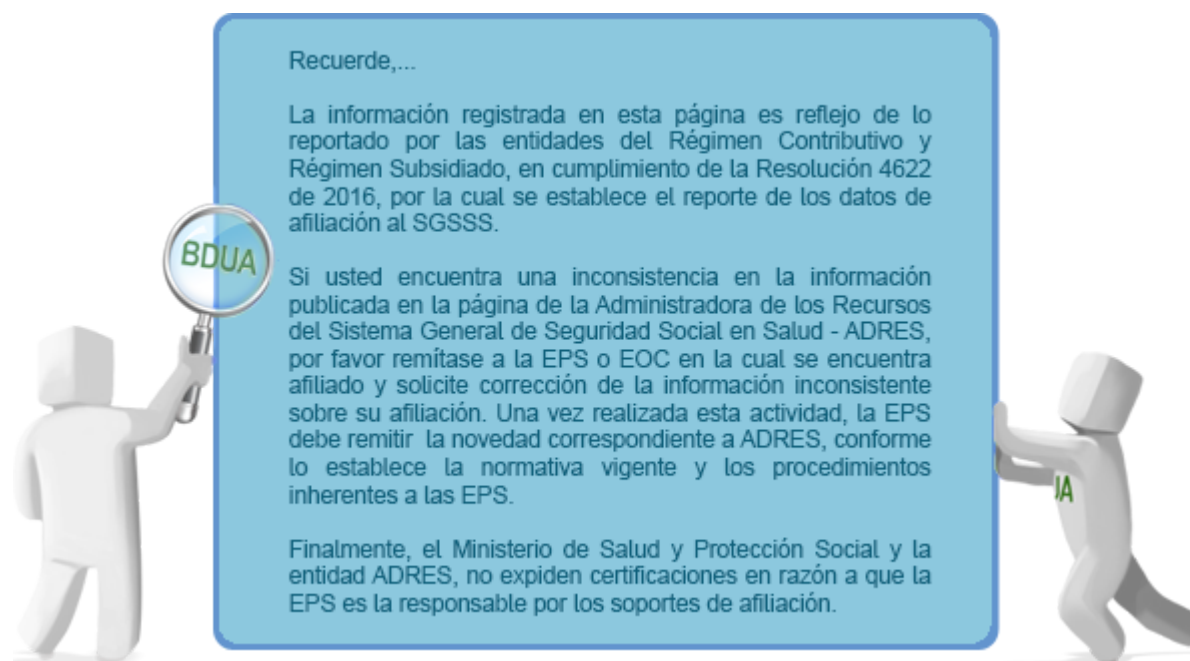 Recuerde,...
La información registrada en esta página es reflejo de lo
reportado por las entidades del Régimen Contributivo y
Régimen Subsidiado, en cumplimiento de la Resolución 4622
de 2016, por la cual se establece el reporte de los datos de
afiliación al SGSSS.
BDUA
Si usted encuentra una inconsistencia en la información
publicada en la página de la Administradora de los Recursos
del Sistema General de Seguridad Social en Salud - ADRES,
por favor remítase a la EPS o EOC en la cual se encuentra
afiliado y solicite corrección de la información inconsistente
sobre su afiliación. Una vez realizada esta actividad, la EPS
debe remitir  la novedad correspondiente a ADRES, conforme
lo establece la normativa vigente y los procedimientos
inherentes a las EPS.
UA
Finalmente, el Ministerio de Salud y Protección Social y la
entidad ADRES, no expiden certificaciones en razón a que la
EPS es la responsable por los soportes de afiliación.